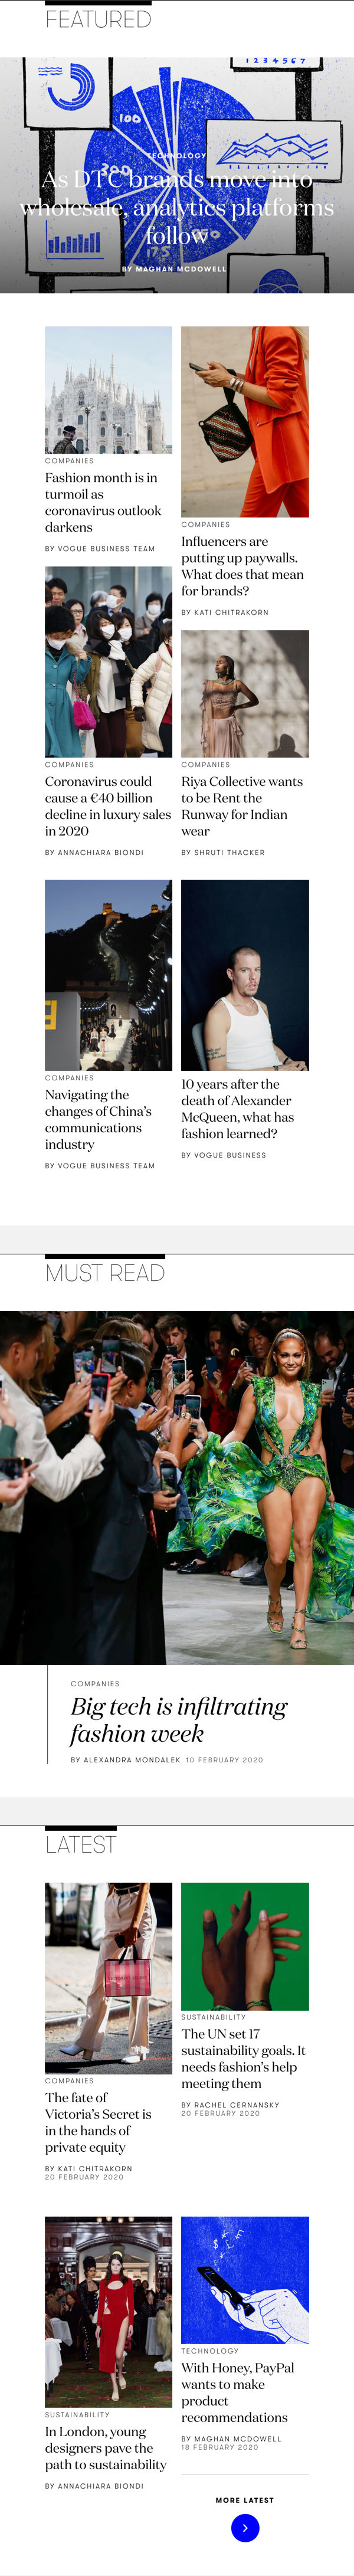 FEATURED
1 2 3 4 5 6 7
100
300
TECHNOLOGY
As DTC brands move into
wholesale, analytics platforms
follow
BY MAGHAN MCDOWELL
COMPANIES
Fashion month is in
turmoil as
coronavirus outlook
darkens
BY VOGUE BUSINESS TEAM
COMPANIES
Influencers are
putting up paywalls.
What does that mean
for brands?
BY KATI CHITRAKORN
COMPANIES
Coronavirus could
cause a €40 billion
decline in luxury sales
in 2020
BY ANNACHIARA BIONDI
COMPANIES
Riya Collective wants
to be Rent the
Runway for Indian
wear
BY SHRUTI THACKER
COMPANIES
Navigating the
changes of China’s
communications
industry
BY VOGUE BUSINESS TEAM
10 years after the
death of Alexander
McQueen, what has
fashion learned?
BY VOGUE BUSINESS
MUST READ
COMPANIES
Big tech is infiltrating
fashion week
BY ALEXANDRA MONDALEK 10 FEBRUARY 2020
LATEST
COMPANIES
The fate of
Victoria’s Secret is
in the hands of
private equity
BY KATI CHITRAKORN
20 FEBRUARY 2020
SUSTAINABILITY
The UN set 17
sustainability goals. It
needs fashion’s help
meeting them
BY RACHEL CERNANSKY
20 FEBRUARY 2020
SUSTAINABILITY
In London, young
designers pave the
path to sustainability
BY ANNACHIARA BIONDI
TECHNOLOGY
With Honey, PayPal
wants to make
product
recommendations
BY MAGHAN MCDOWELL
18 FEBRUARY 2020
MORE LATEST